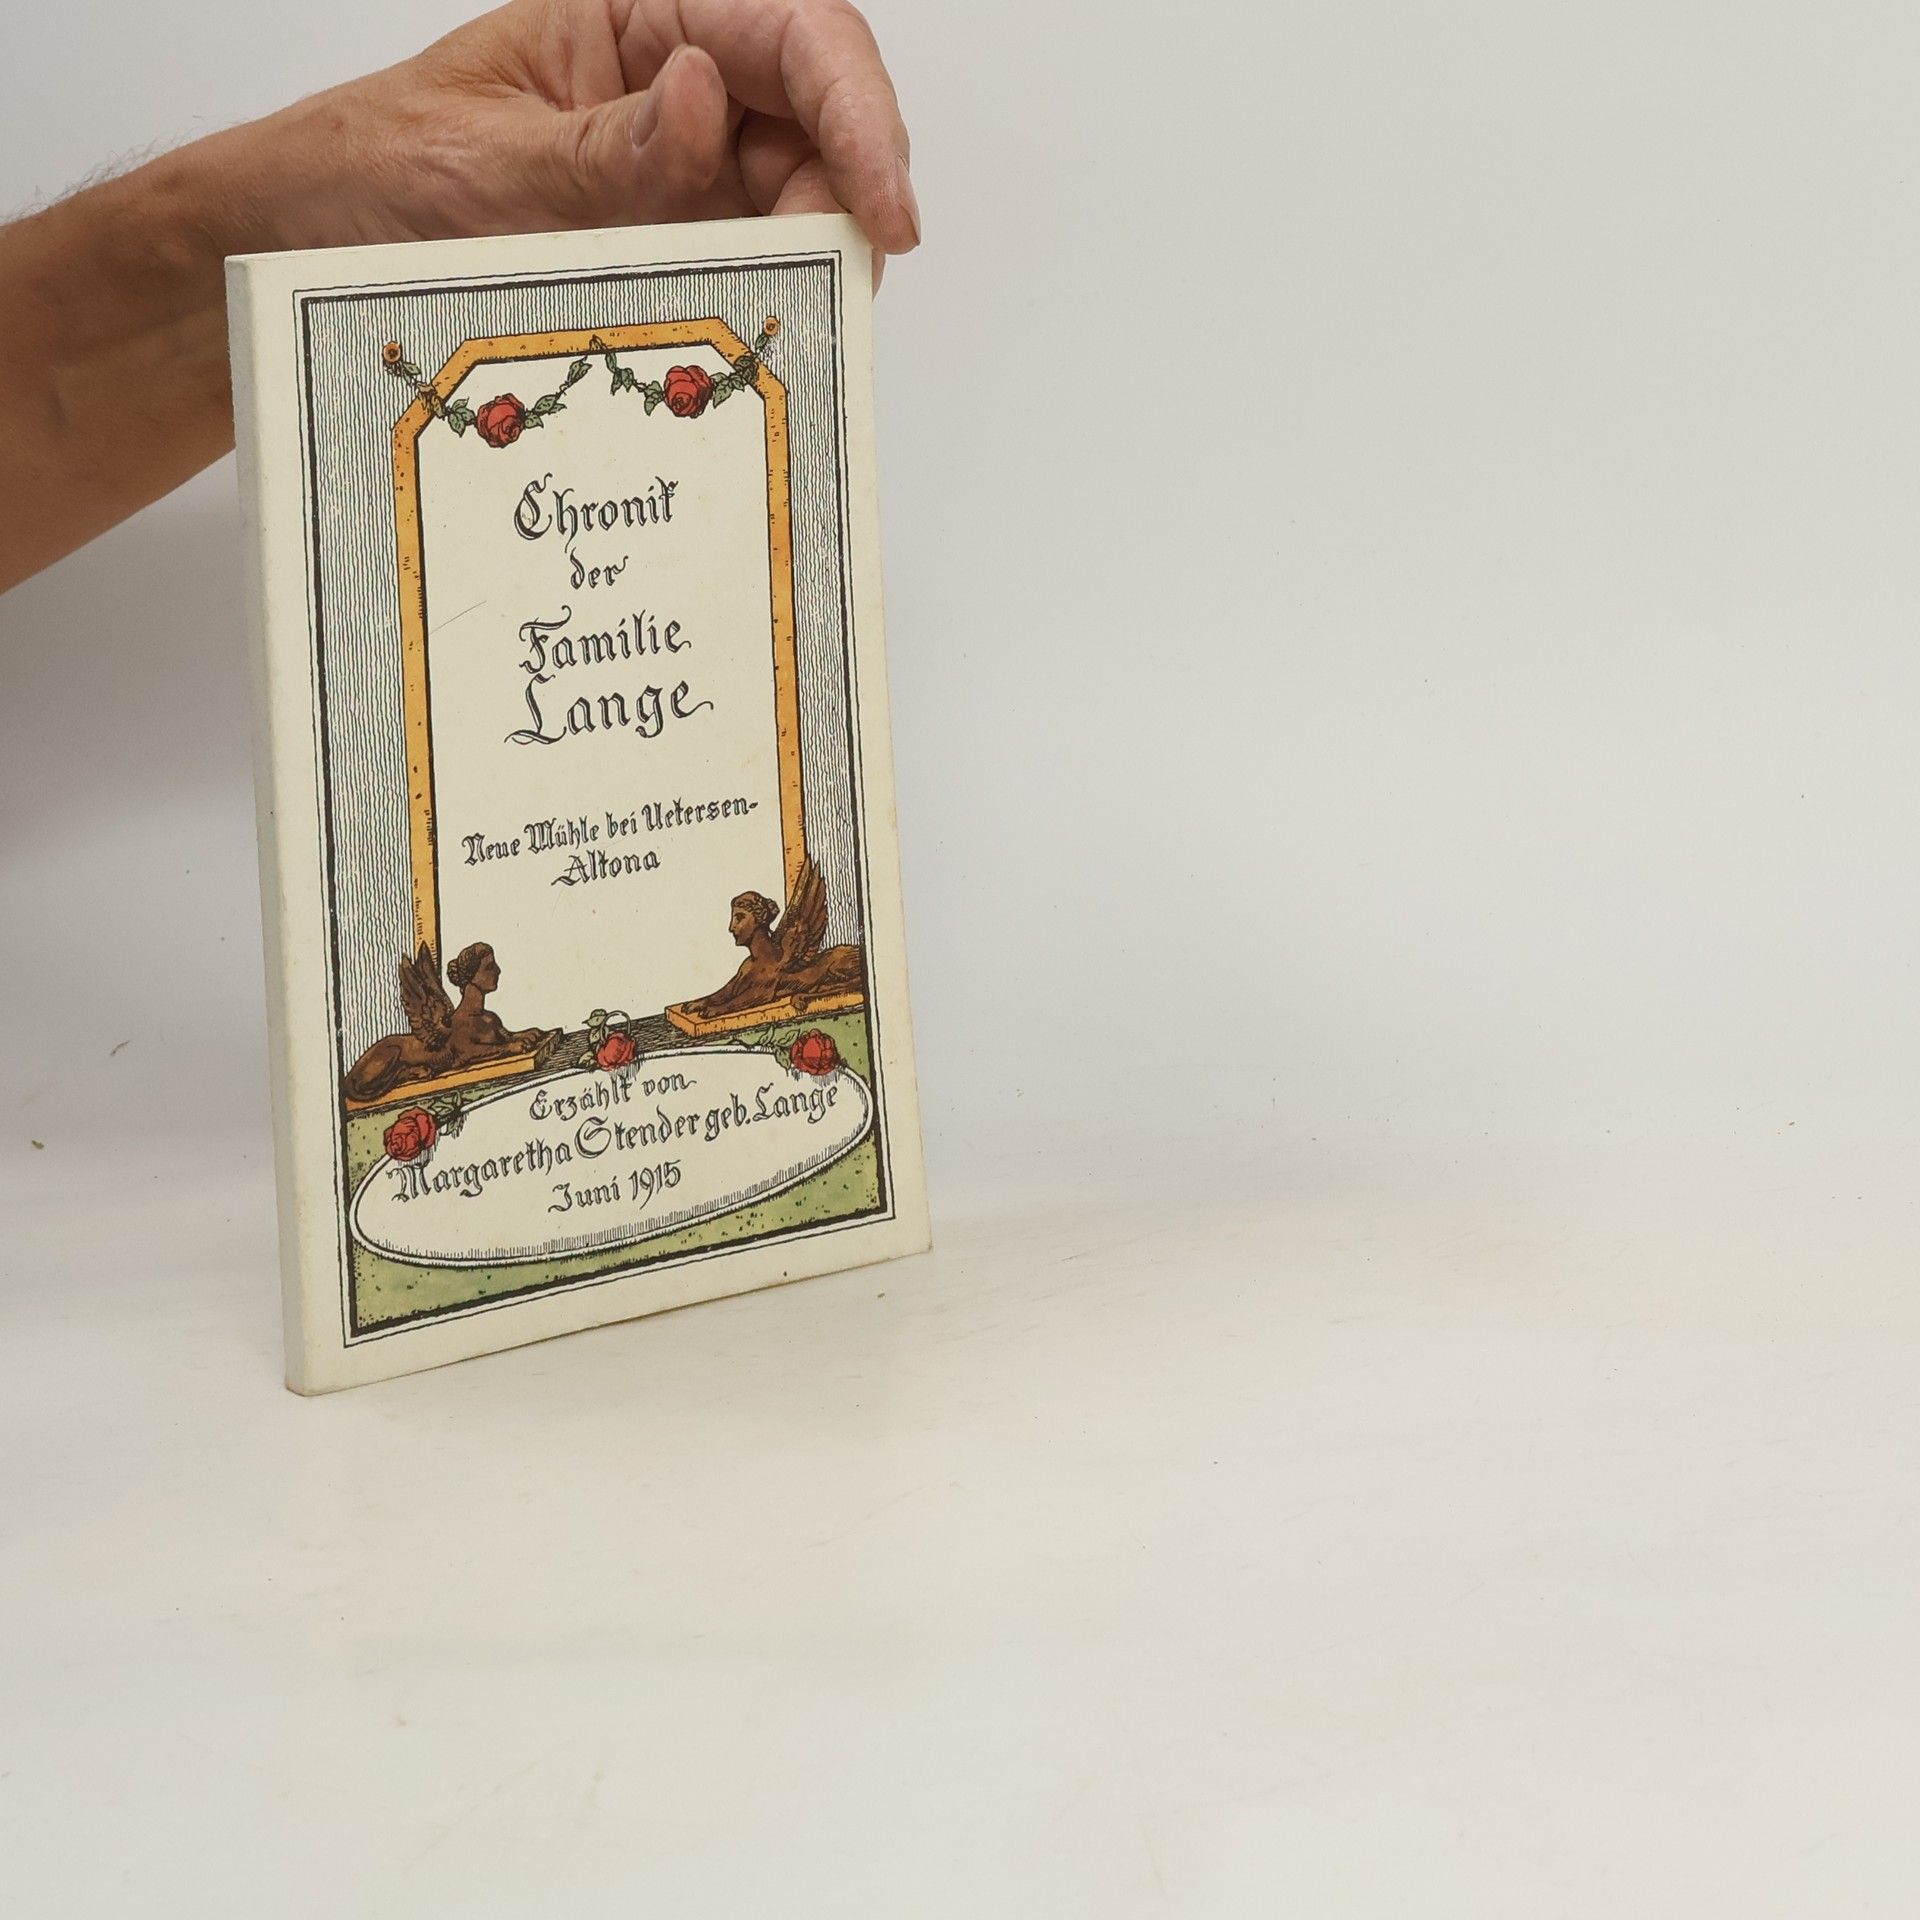 Chronik
der
Familie
Lange
Neue Mühle bei Uetersen-
Altona
Erzählt von
Margaretha Stender geb. Lange
Juni 1915